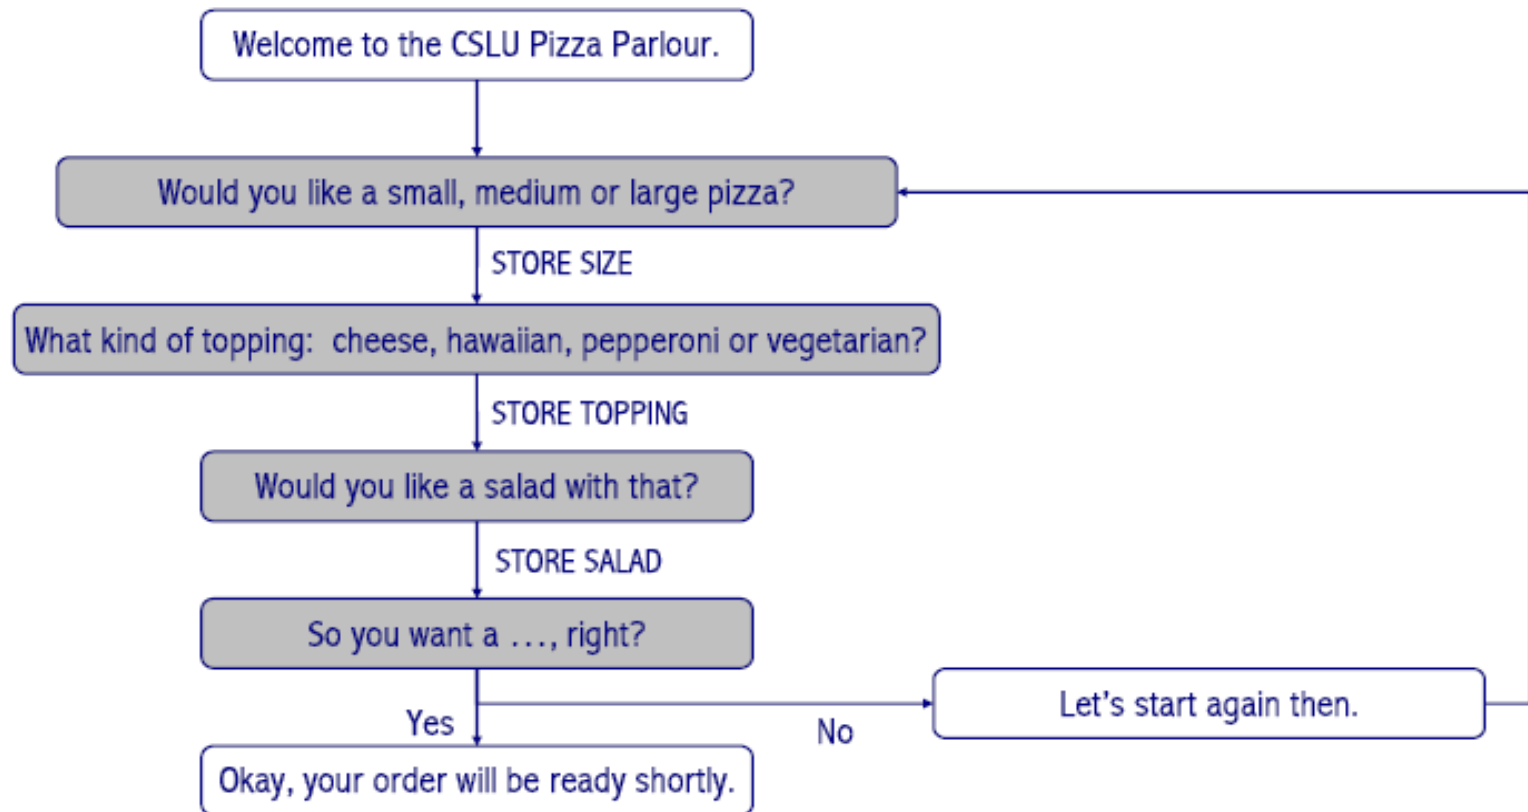 Welcome to the CSLU Pizza Parlour.
Would you like a small, medium or large pizza?
STORE SIZE
What kind of topping:  cheese, hawaiian, pepperoni or vegetarian?
STORE TOPPING
Would you like a salad with that?
STORE SALAD
So you want a …, right?
Yes
No
Let's start again then.
Okay, your order will be ready shortly.